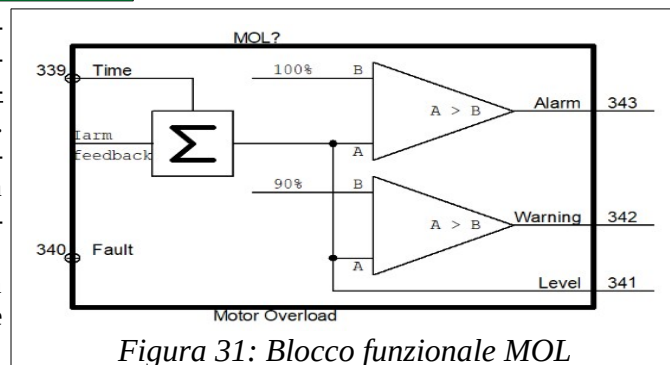 MOL?
339 Time
100% B
A > B
Alarm 343
Iarm
feedback
Σ
A
90% B
A > B
Warning 342
340 Fault
A
Level 341
Motor Overload
Figura 31: Blocco funzionale MOL